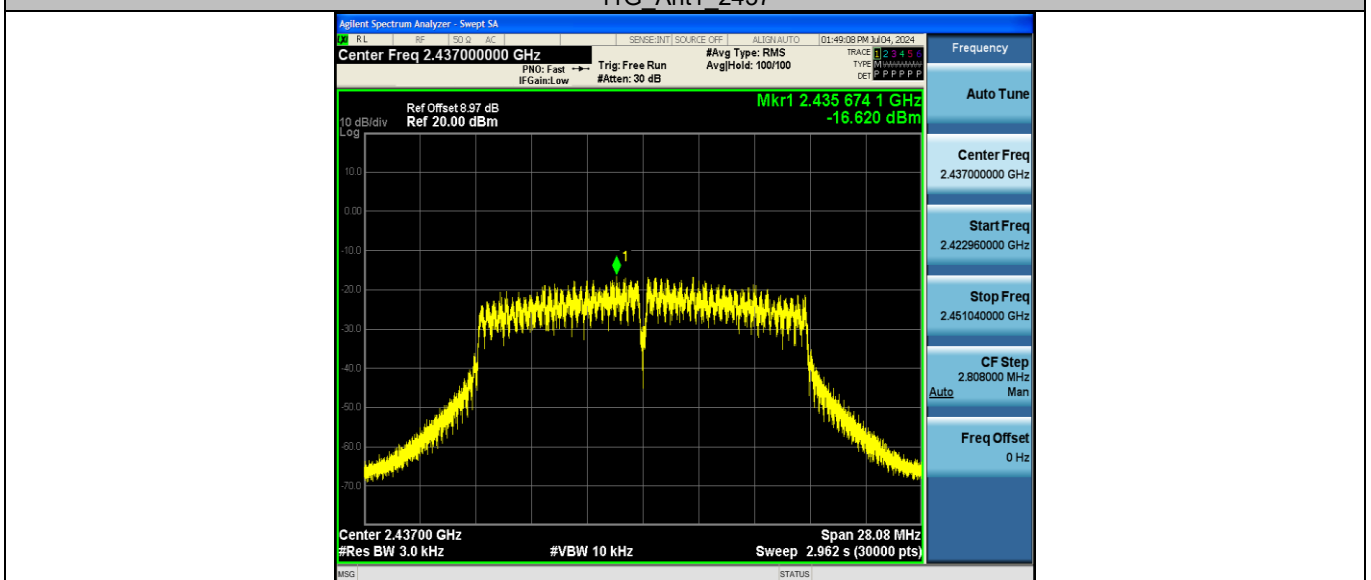 11G_Ant1_2437
Agilent Spectrum Analyzer - Swept SA
RL RF 50 Ω AC SENSE:INT SOURCE OFF ALIGN AUTO 01:49:08 PM Jul 04, 2024
Center Freq 2.437000000 GHz
PNO: Fast
IFGain:Low
Trig: Free Run
#Atten: 30 dB
#Avg Type: RMS
Avg|Hold: 100/100
TRACE 1 2 3 4 5 6
TYPE M
DET P P P P P P
Frequency
Ref Offset 8.97 dB
10 dB/div Ref 20.00 dBm
Log
Mkr1 2.435 674 1 GHz
-16.620 dBm
10.0
0.00
-10.0
-20.0
-30.0
-40.0
-50.0
-60.0
-70.0
1
Center 2.43700 GHz Span 28.08 MHz
#Res BW 3.0 kHz #VBW 10 kHz Sweep 2.962 s (30000 pts)
MSG STATUS
Auto Tune
Center Freq
2.437000000 GHz
Start Freq
2.422960000 GHz
Stop Freq
2.451040000 GHz
CF Step
2.808000 MHz
Auto Man
Freq Offset
0 Hz